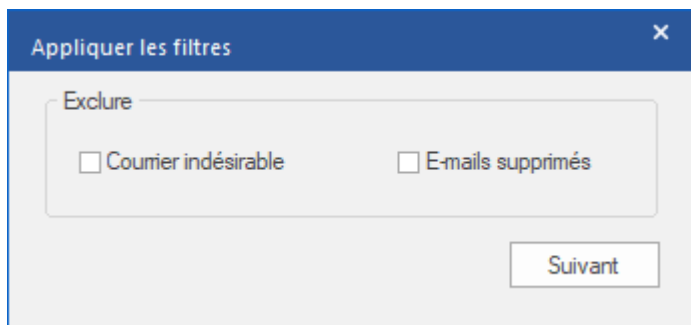 Appliquer les filtres
Exclure
Courrier indésirable
E-mails supprimés
Suivant